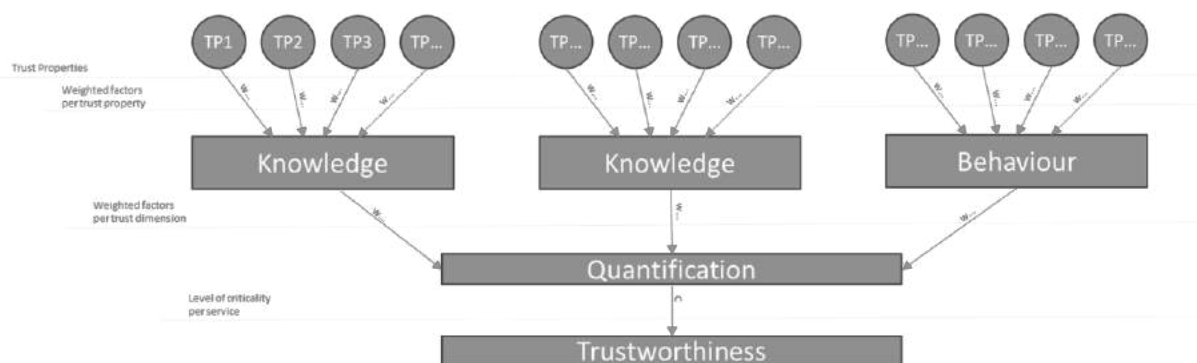 TP1 TP2 TP3 TP... TP... TP... TP... TP... TP... TP... TP... TP...
Trust Properties
Weighted factors
per trust property
w... w... w... w... w... w... w... w... w... w... w... w...
Knowledge Knowledge Behaviour
Weighted factors
per trust dimension
w... w... w...
Quantification
Level of criticality
per service
C
Trustworthiness